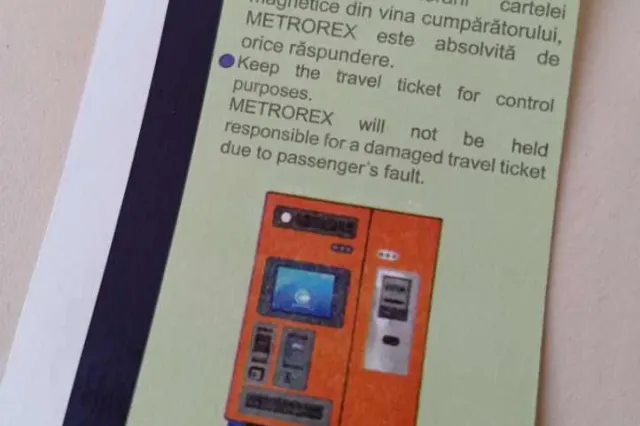 cartelei
magnetice din vina cumpărătorului,
METROREX este absolvită de
orice răspundere.
Keep the travel ticket for control
purposes.
METROREX will not be held
responsible for a damaged travel ticket
due to passenger's fault.